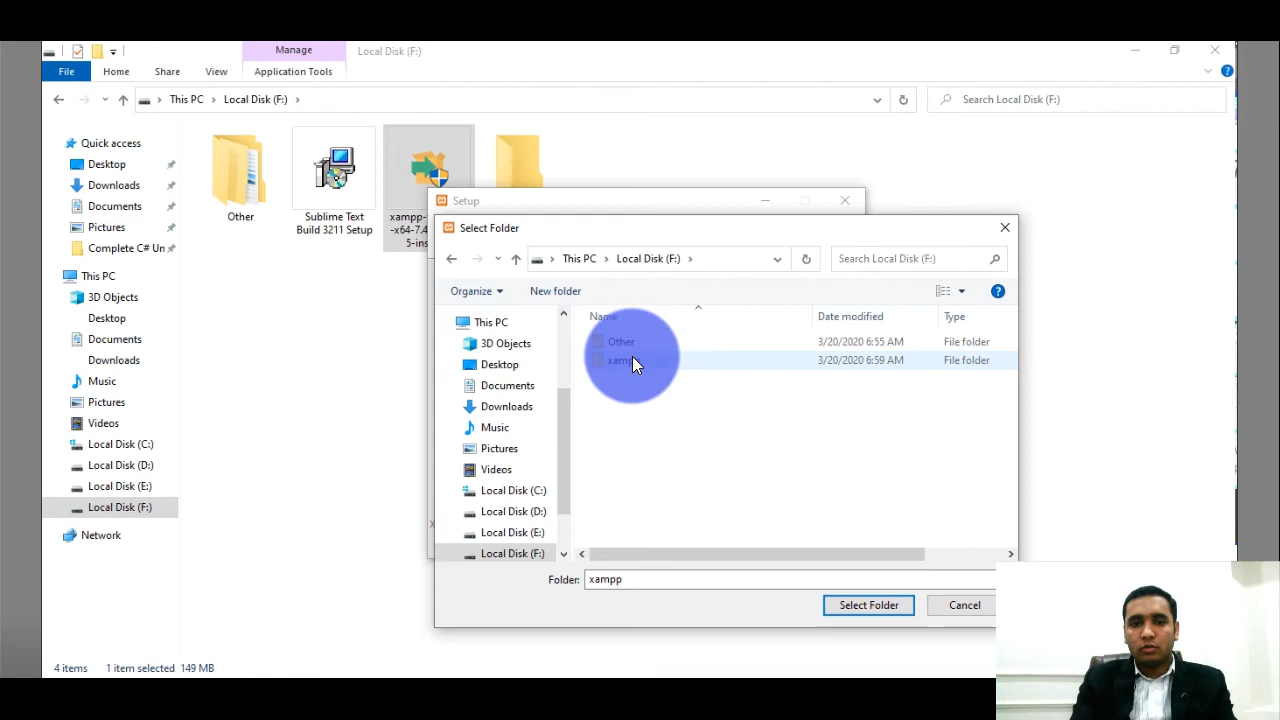 Manage
Local Disk (F:)
File
Home
Share
View
Application Tools
This PC
Local Disk (F:)
Search Local Disk (F:)
Quick access
Desktop
Downloads
Documents
Pictures
Complete C# Un
This PC
3D Objects
Desktop
Documents
Downloads
Music
Pictures
Videos
Local Disk (C:)
Local Disk (D:)
Local Disk (E:)
Local Disk (F:)
Network
Other
Sublime Text
Build 3211 Setup
xampp-
-x64-7.4
5-ins
Setup
Select Folder
This PC
Local Disk (F:)
Search Local Disk (F:)
Organize
New folder
This PC
3D Objects
Desktop
Documents
Downloads
Music
Pictures
Videos
Local Disk (C:)
Local Disk (D:)
Local Disk (E:)
Local Disk (F:)
Name
Date modified
Type
Other
3/20/2020 6:55 AM
File folder
3/20/2020 6:59 AM
File folder
Folder:
xampp
Select Folder
Cancel
4 items
1 item selected
149 MB